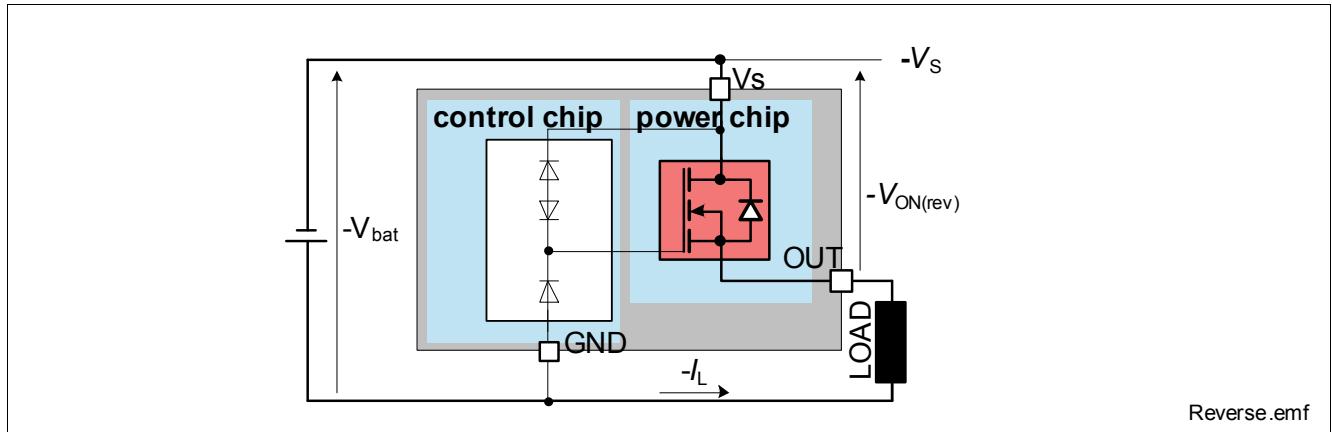 -VS
Vs
control chip
power chip
-Vbat
-VON(rev)
OUT
LOAD
GND
-IL
Reverse.emf